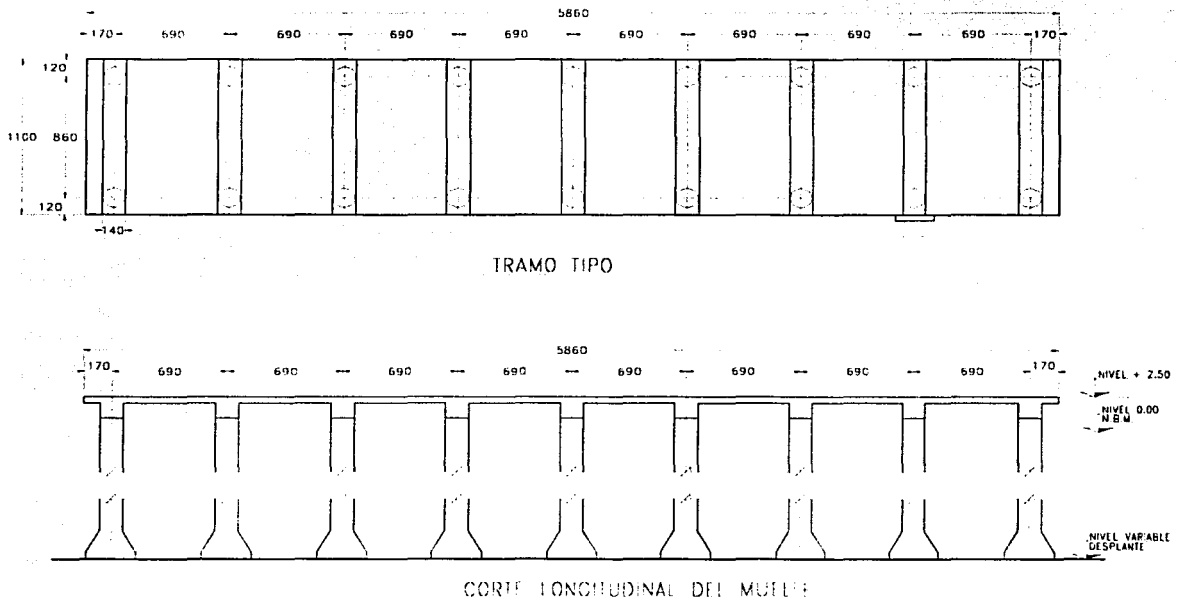 5860
170 690 690 690 690 690 690 690 690 170
120
1100 860
120
140
TRAMO TIPO
5860
170 690 690 690 690 690 690 690 690 170
NIVEL + 2.50
NIVEL 0.00
N.B.M.
NIVEL VARIABLE
DESPLANTE
CORTE LONGITUDINAL DEL MUELLE